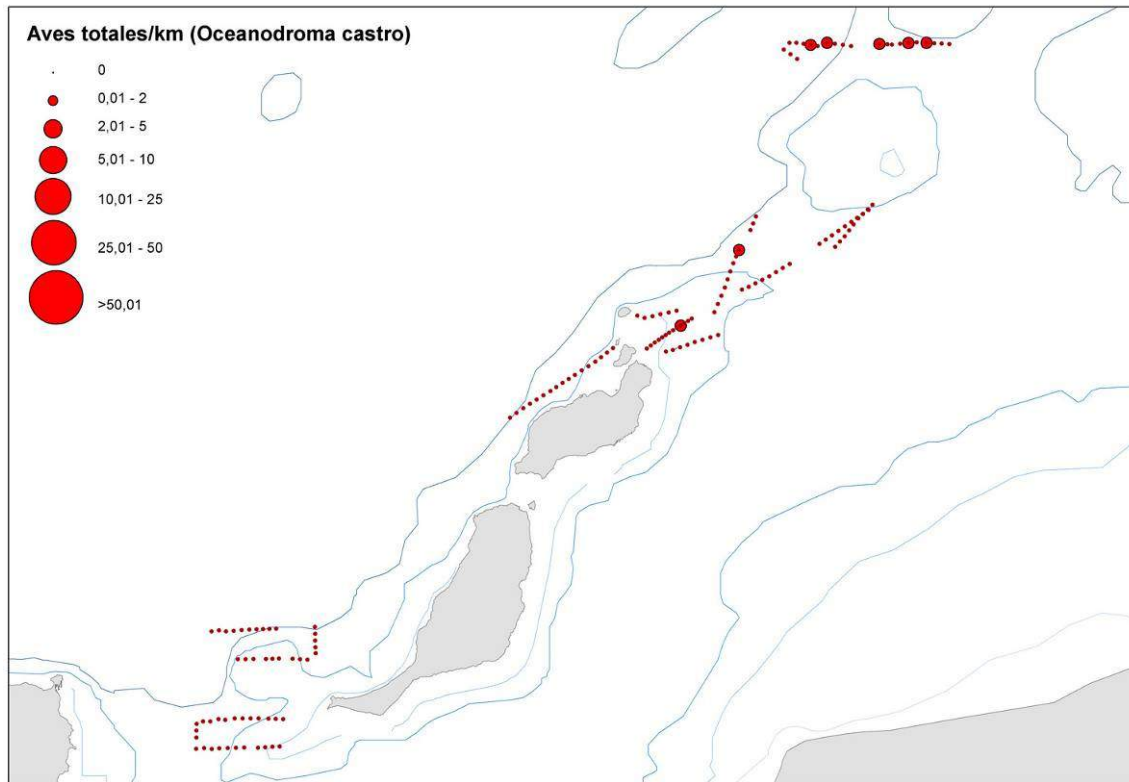 Aves totales/km (Oceanodroma castro)
0
0,01 - 2
2,01 - 5
5,01 - 10
10,01 - 25
25,01 - 50
>50,01